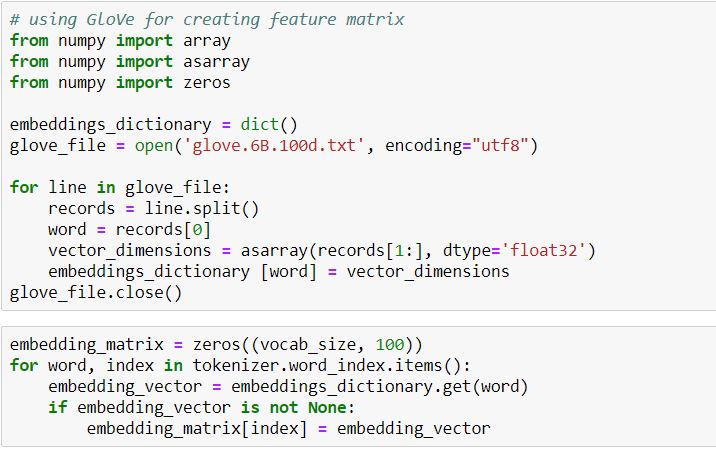 # using GloVe for creating feature matrix
from numpy import array
from numpy import asarray
from numpy import zeros

embeddings_dictionary = dict()
glove_file = open('glove.6B.100d.txt', encoding="utf8")

for line in glove_file:
    records = line.split()
    word = records[0]
    vector_dimensions = asarray(records[1:], dtype='float32')
    embeddings_dictionary [word] = vector_dimensions
glove_file.close()

embedding_matrix = zeros((vocab_size, 100))
for word, index in tokenizer.word_index.items():
    embedding_vector = embeddings_dictionary.get(word)
    if embedding_vector is not None:
        embedding_matrix[index] = embedding_vector